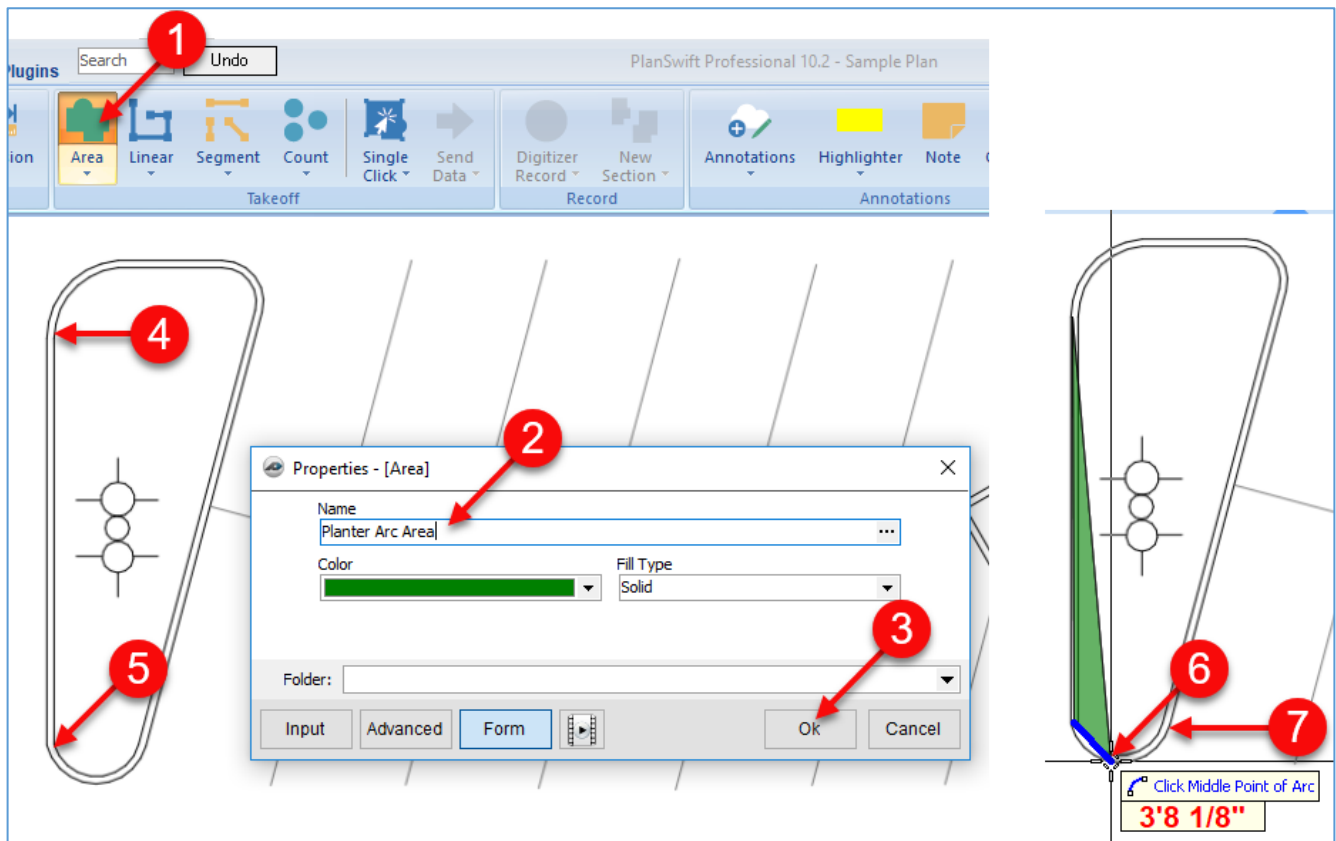 1
Search Undo PlanSwift Professional 10.2 - Sample Plan
Plugins
ion Area Linear Segment Count Single Click Send Data Digitizer Record New Section Annotations Highlighter Note
Takeoff Record Annotations
4
2
Properties - [Area]
Name
Planter Arc Area ...
Color Fill Type
Solid
3
5
Folder:
Input Advanced Form Ok Cancel
6
7
Click Middle Point of Arc
3'8 1/8"